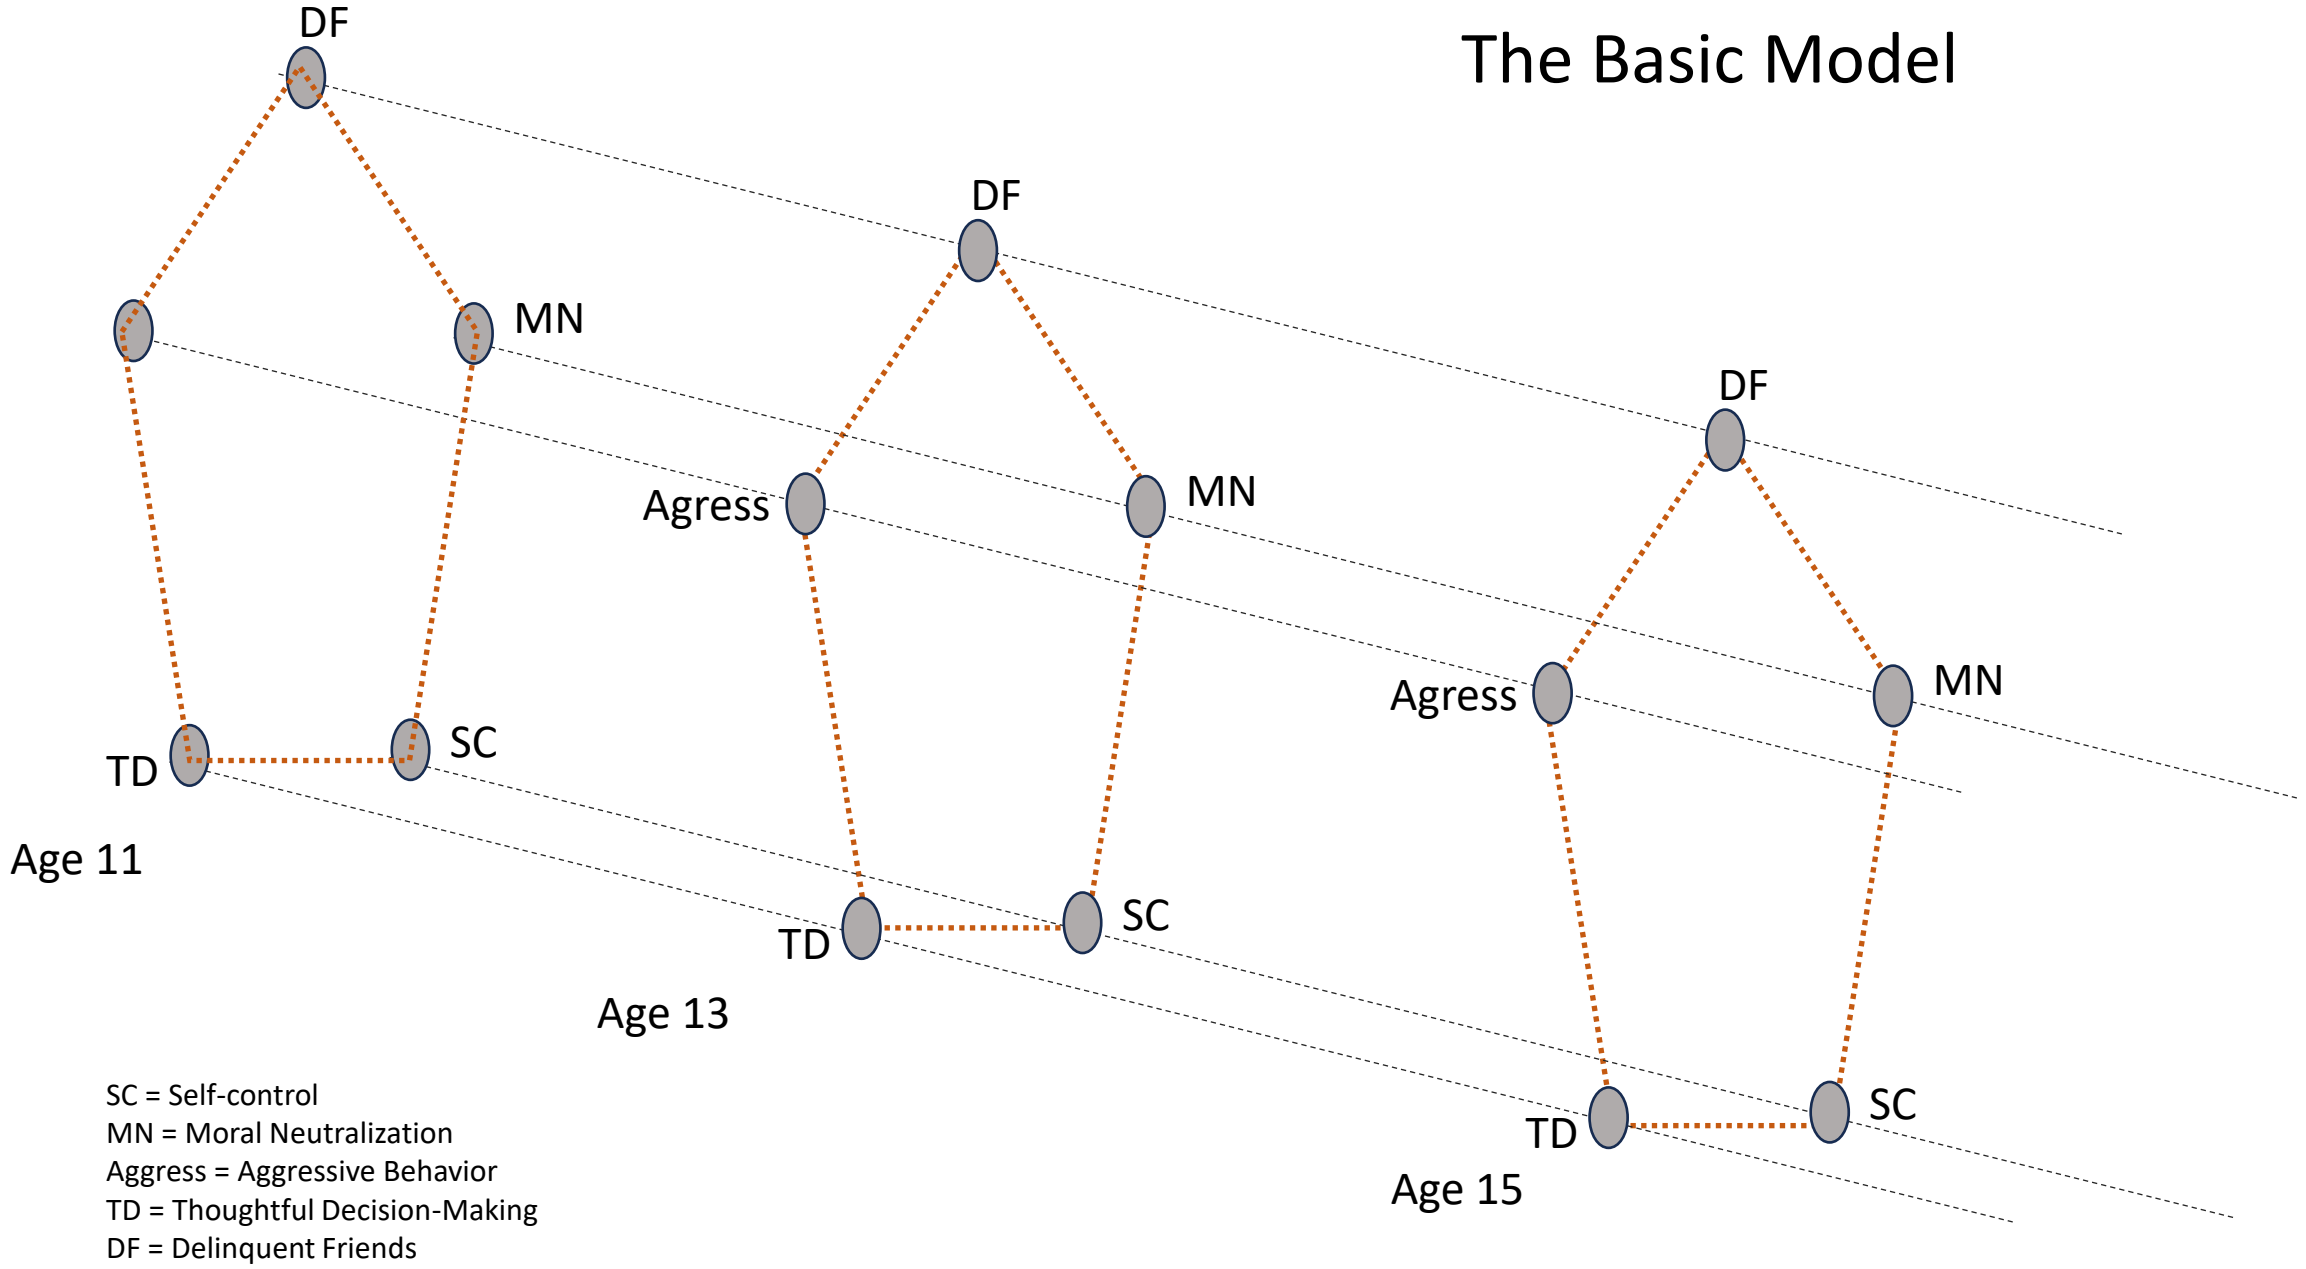 DF
The Basic Model
DF
MN
DF
Agress
MN
Agress
MN
TD
SC
Age 11
TD
SC
Age 13
TD
SC
Age 15
SC = Self-control
MN = Moral Neutralization
Aggress = Aggressive Behavior
TD = Thoughtful Decision-Making
DF = Delinquent Friends